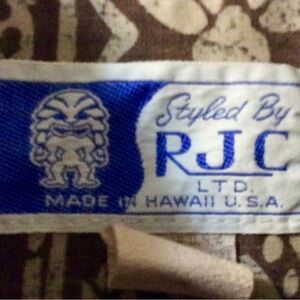 Styled By
RJC
LTD.
MADE IN HAWAII U.S.A.